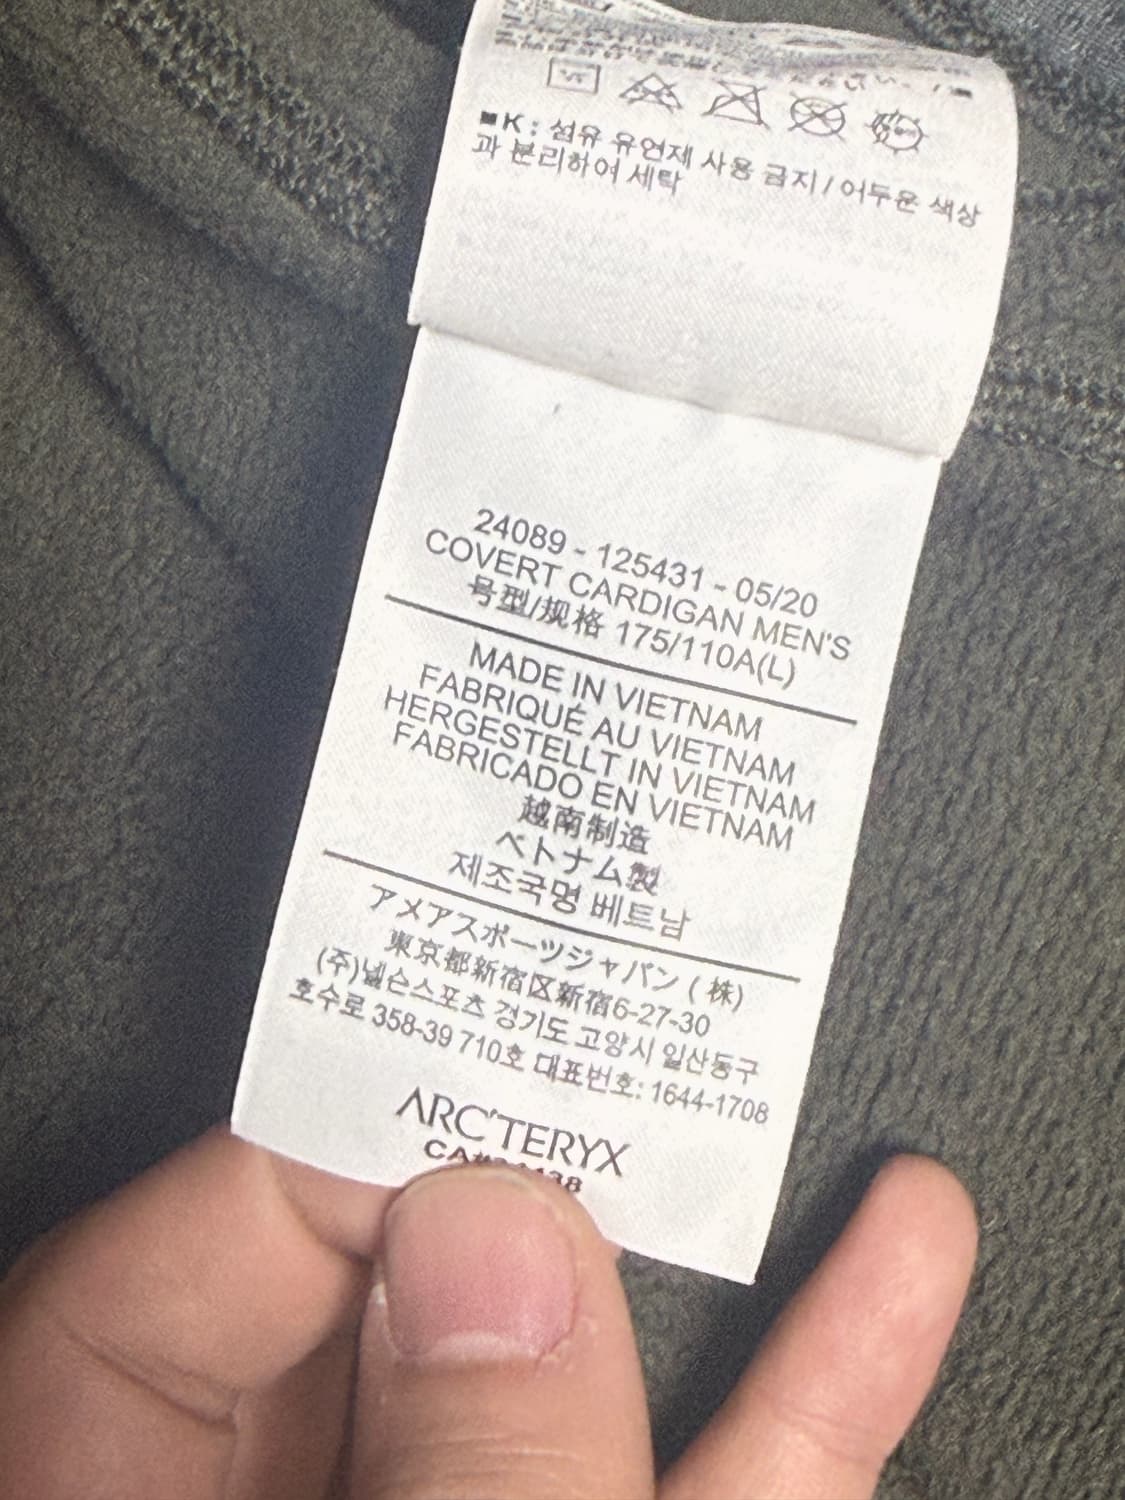 ■K : 섬유 유연제 사용 금지 / 어두운 색상
과 분리하여 세탁
24089 - 125431 - 05/20
COVERT CARDIGAN MEN'S
号型/规格 175/110A(L)
MADE IN VIETNAM
FABRIQUÉ AU VIETNAM
HERGESTELLT IN VIETNAM
FABRICADO EN VIETNAM
越南制造
ベトナム製
제조국명 베트남
アメアスポーツジャパン ( 株)
東京都新宿区新宿6-27-30
(주)넬슨스포츠 경기도 고양시 일산동구
호수로 358-39 710호 대표번호: 1644-1708
ARC'TERYX